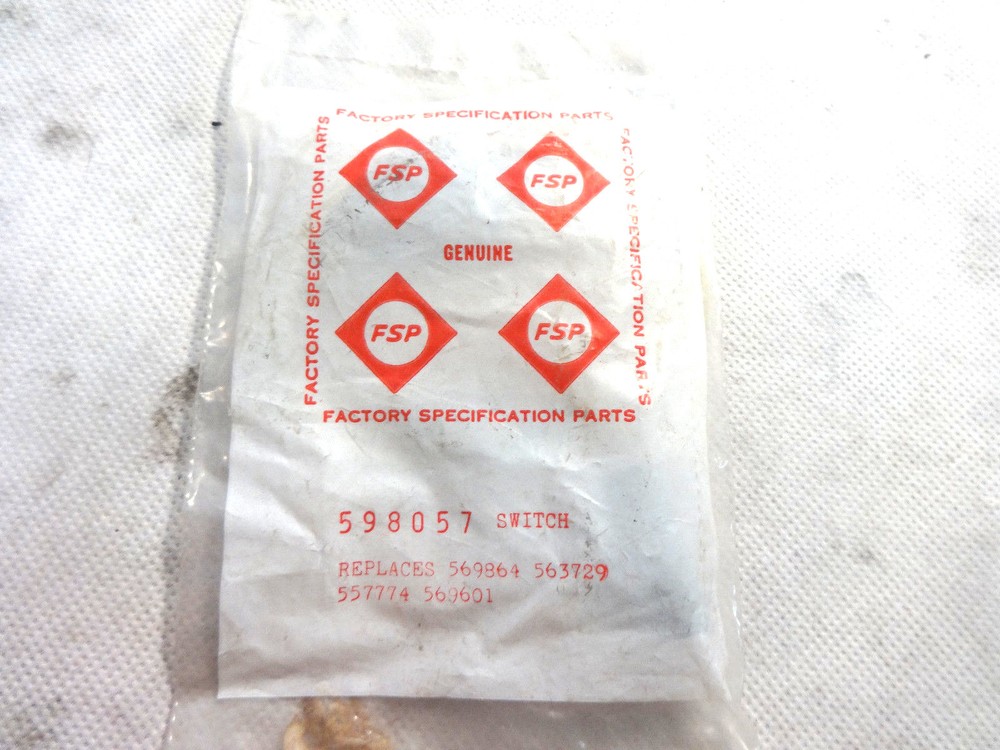 FACTORY SPECIFICATION PARTS
FACTORY SPECIFICATION PARTS
FACTORY SPECIFICATION PARTS
FSP
FSP
GENUINE
FSP
FSP
FACTORY SPECIFICATION PARTS
598057 SWITCH
REPLACES 569864 563729
557774 569601